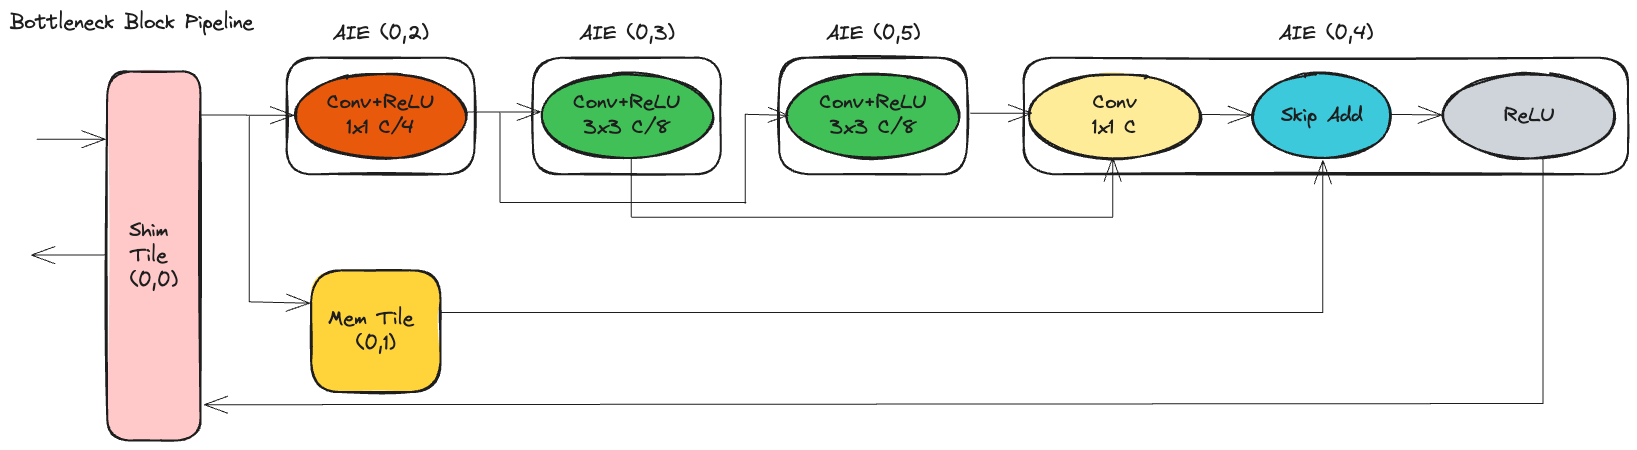 Bottleneck Block Pipeline
AIE (0,2)
AIE (0,3)
AIE (0,5)
AIE (0,4)
Conv+ReLU
1x1 C/4
Conv+ReLU
3x3 C/8
Conv+ReLU
3x3 C/8
Conv
1x1 C
Skip Add
ReLU
Shim
Tile
(0,0)
Mem Tile
(0,1)